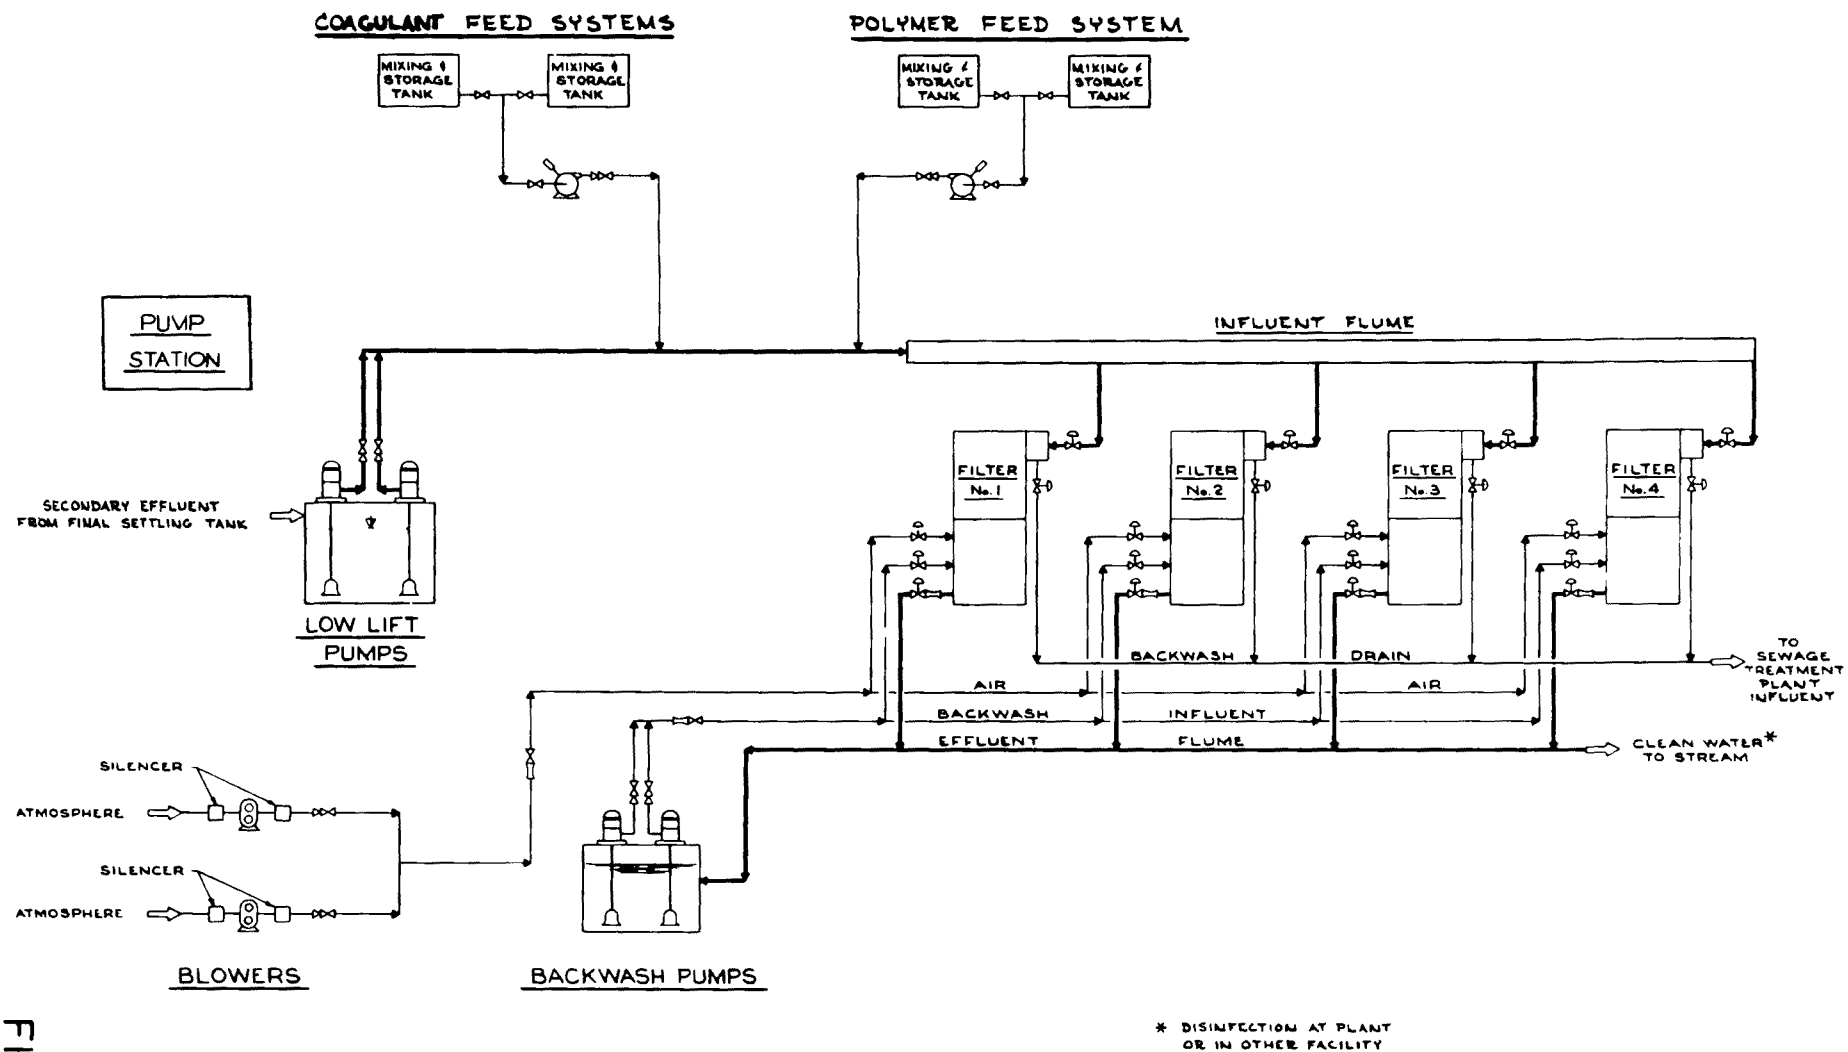 COAGULANT FEED SYSTEMS
POLYMER FEED SYSTEM
MIXING &
STORAGE
TANK
MIXING &
STORAGE
TANK
MIXING &
STORAGE
TANK
MIXING &
STORAGE
TANK
PUMP
STATION
INFLUENT FLUME
FILTER
No. 1
FILTER
No. 2
FILTER
No. 3
FILTER
No. 4
SECONDARY EFFLUENT
FROM FINAL SETTLING TANK
LOW LIFT
PUMPS
BACKWASH DRAIN
TO
SEWAGE
TREATMENT
PLANT
INFLUENT
AIR AIR
BACKWASH INFLUENT
EFFLUENT FLUME
CLEAN WATER*
TO STREAM
SILENCER
ATMOSPHERE
SILENCER
ATMOSPHERE
BLOWERS
BACKWASH PUMPS
* DISINFECTION AT PLANT
OR IN OTHER FACILITY